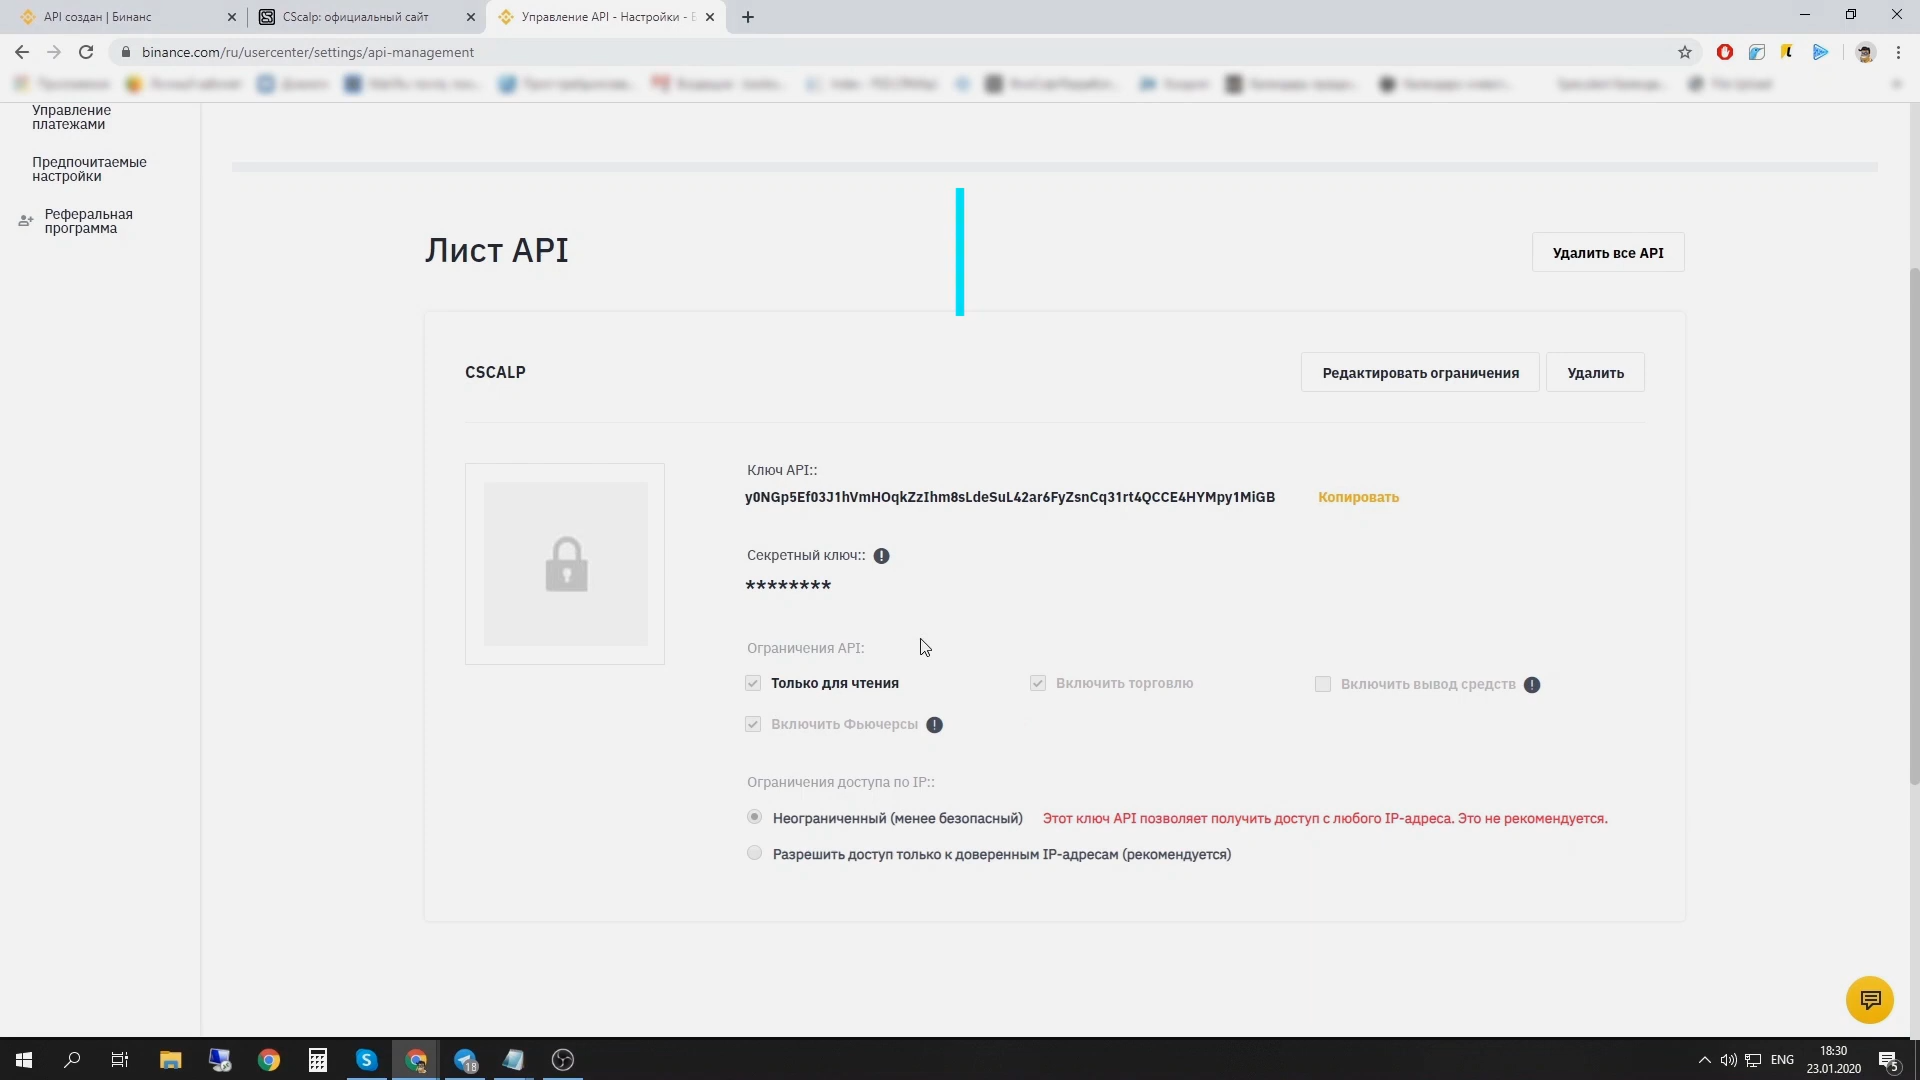 API создан | Бинанс
CScalp: официальный сайт
Управление API - Настройки - Б
binance.com/ru/usercenter/settings/api-management
Управление
платежами
Предпочитаемые
настройки
Реферальная
программа
Лист API
Удалить все API
CSCALP
Редактировать ограничения
Удалить
Ключ API::
y0NGp5Ef03J1hVmHOqkZzIhm8sLdeSuL42ar6FyZsnCq31rt4QCCE4HYMpy1MiGB
Копировать
Секретный ключ::
********
Ограничения API:
Только для чтения
Включить торговлю
Включить вывод средств
Включить Фьючерсы
Ограничения доступа по IP::
Неограниченный (менее безопасный)
Этот ключ API позволяет получить доступ с любого IP-адреса. Это не рекомендуется.
Разрешить доступ только к доверенным IP-адресам (рекомендуется)
18
ENG
18:30
23.01.2020
5